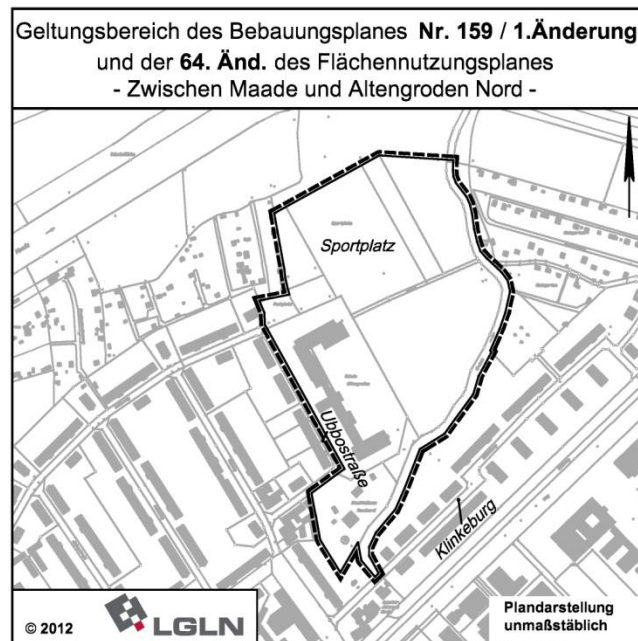 Geltungsbereich des Bebauungsplanes Nr. 159 / 1.Änderung
und der 64. Änd. des Flächennutzungsplanes
- Zwischen Maade und Altengroden Nord -
Sportplatz
Ubbostraße
Klinkeburg
© 2012
LGLN
Plandarstellung
unmaßstäblich